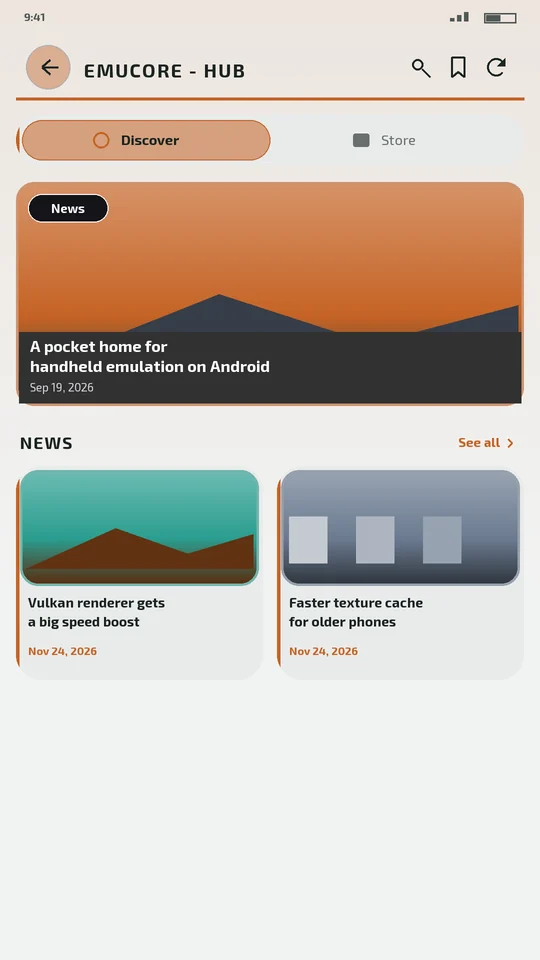 9:41
EMUCORE - HUB
Discover
Store
News
A pocket home for
handheld emulation on Android
Sep 19, 2026
NEWS
See all
Vulkan renderer gets
a big speed boost
Nov 24, 2026
Faster texture cache
for older phones
Nov 24, 2026